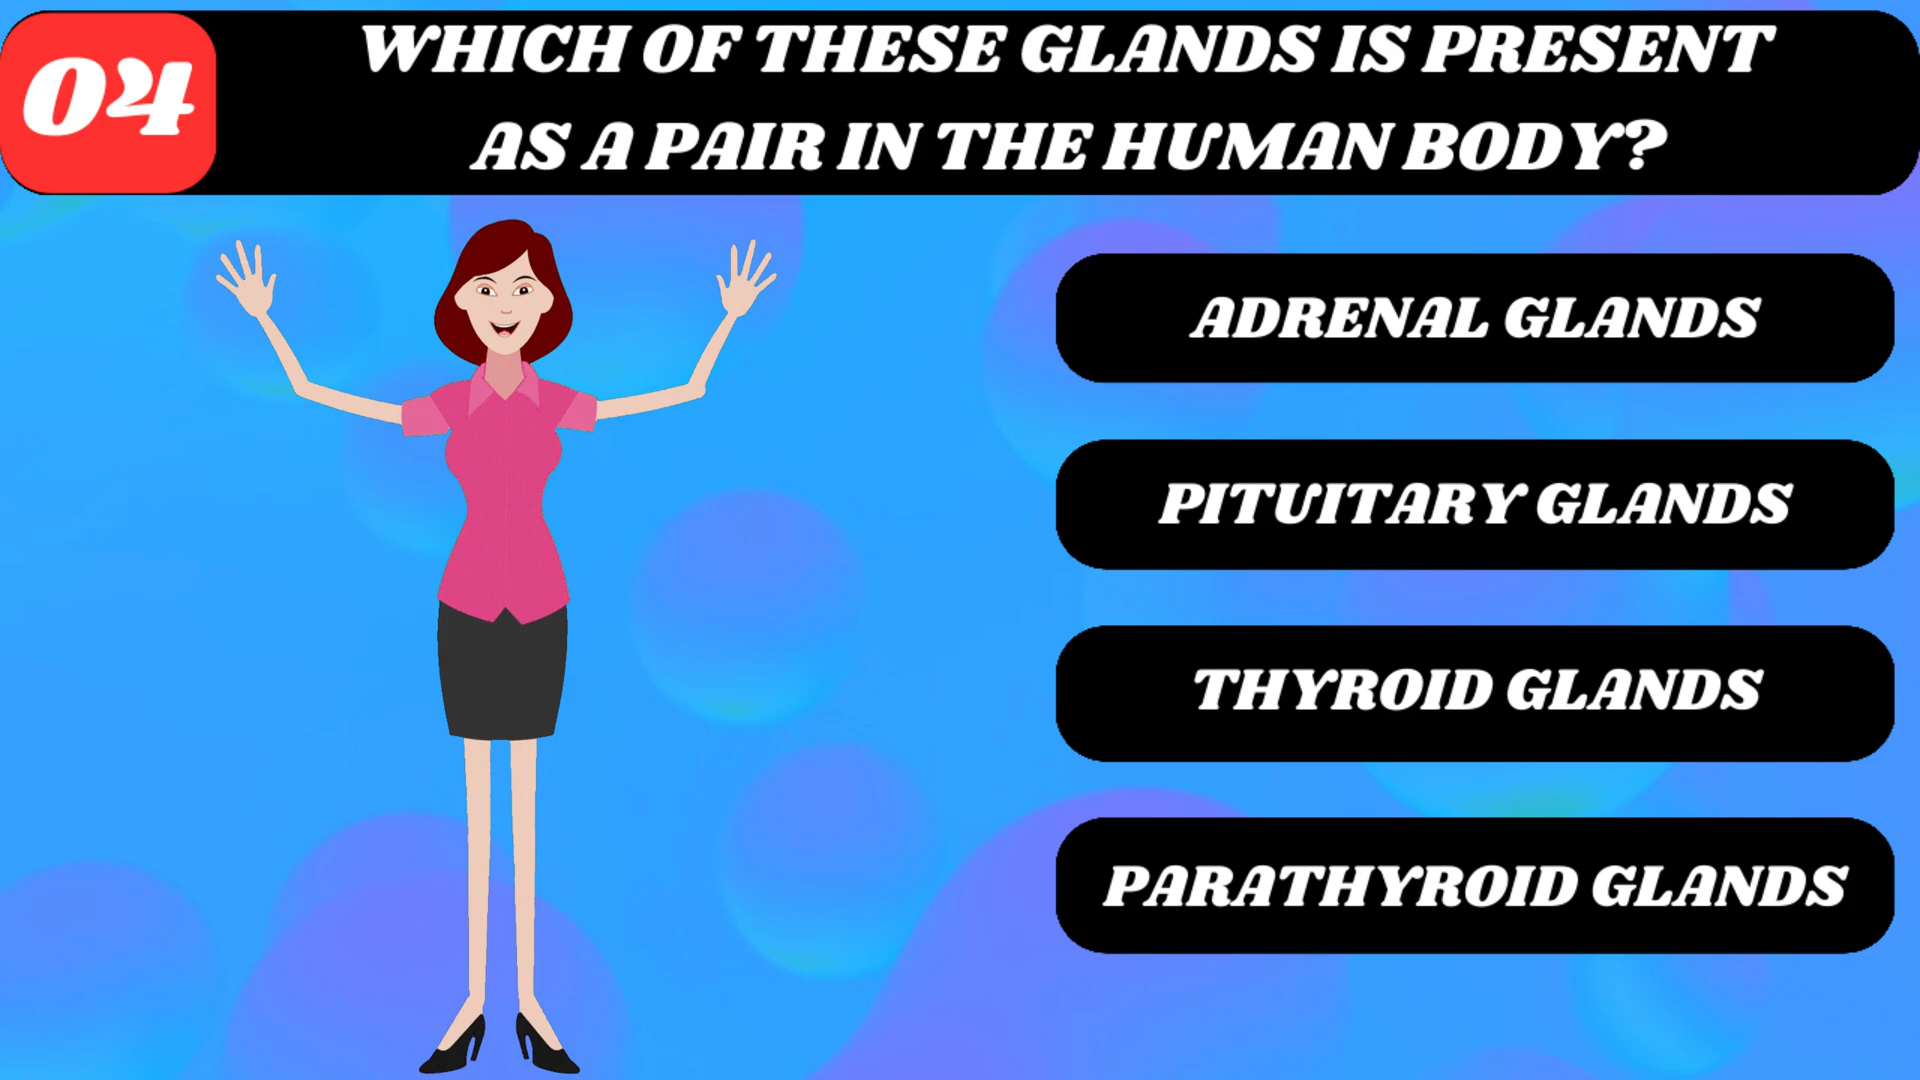 04
WHICH OF THESE GLANDS IS PRESENT
AS A PAIR IN THE HUMAN BODY?
ADRENAL GLANDS
PITUITARY GLANDS
THYROID GLANDS
PARATHYROID GLANDS